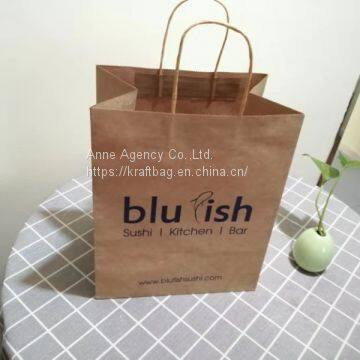 Anne Agency Co.,Ltd.
https://kraftbag.en.china.cn/
blu fish
Sushi | Kitchen | Bar
www.blufishsushi.com